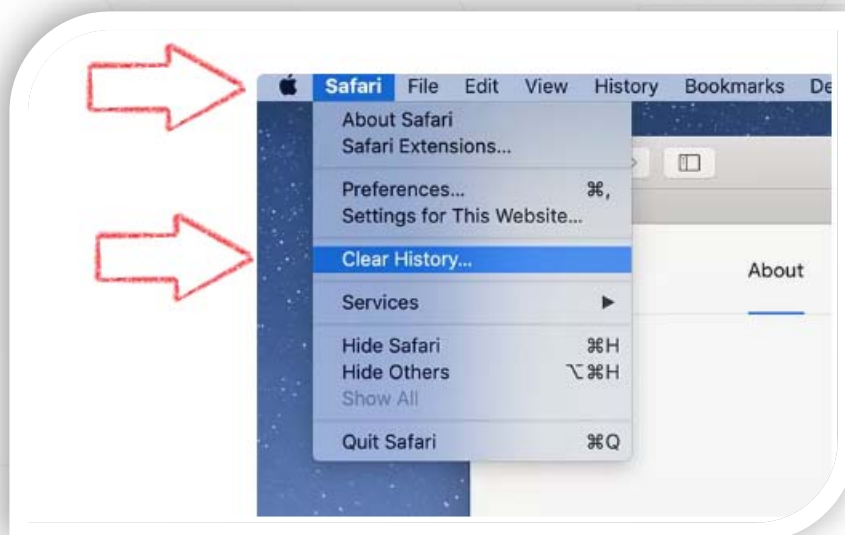 Safari File Edit View History Bookmarks De
About Safari
Safari Extensions...
Preferences... ⌘,
Settings for This Website...
Clear History...
About
Services ▶
Hide Safari ⌘H
Hide Others ⌥⌘H
Show All
Quit Safari ⌘Q